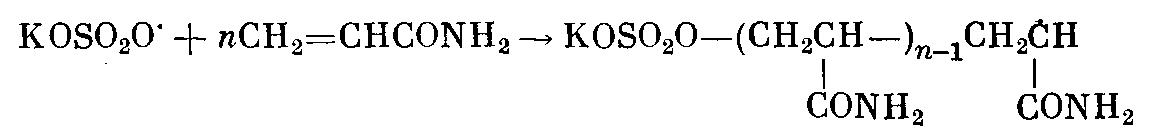 KOSO₂O˙ + nCH₂=CHCONH₂ → KOSO₂O—(CH₂CH—)ₙ₋₁CH₂ĊH
CONH₂ CONH₂